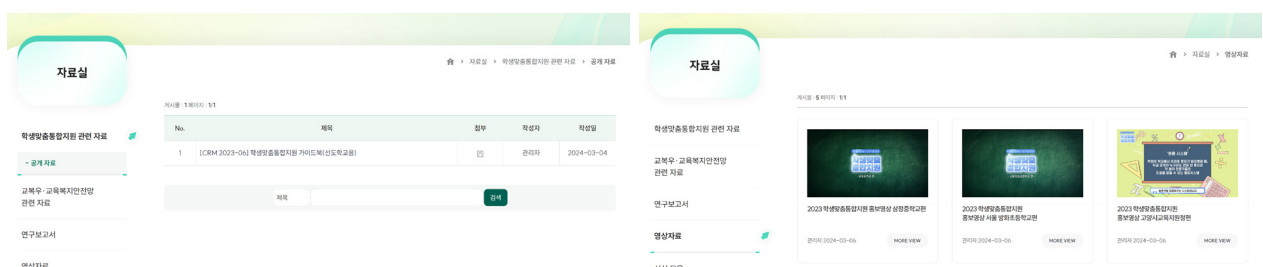 자료실
자료실 > 학생맞춤통합지원 관련 자료 > 공개 자료
게시물 : 1 페이지 : 1/1
학생맞춤통합지원 관련 자료
- 공개 자료
교복우·교육복지안전망
관련 자료
연구보고서
영상자료
No. 제목 첨부 작성자 작성일
1 [CRM 2023-06] 학생맞춤통합지원 가이드북(선도학교용) 관리자 2024-03-04
제목 검색
자료실
자료실 > 영상자료
게시물 : 5 페이지 : 1/1
학생맞춤통합지원 관련 자료
교복우·교육복지안전망
관련 자료
연구보고서
영상자료
학생맞춤
통합지원
2023 학생맞춤통합지원 홍보영상 삼정중학교편
관리자 2024-03-06 MORE VIEW
학생맞춤
통합지원
2023 학생맞춤통합지원
홍보영상 서울 방화초등학교편
관리자 2024-03-06 MORE VIEW
2023 학생맞춤통합지원
홍보영상 고양시교육지원청편
관리자 2024-03-06 MORE VIEW